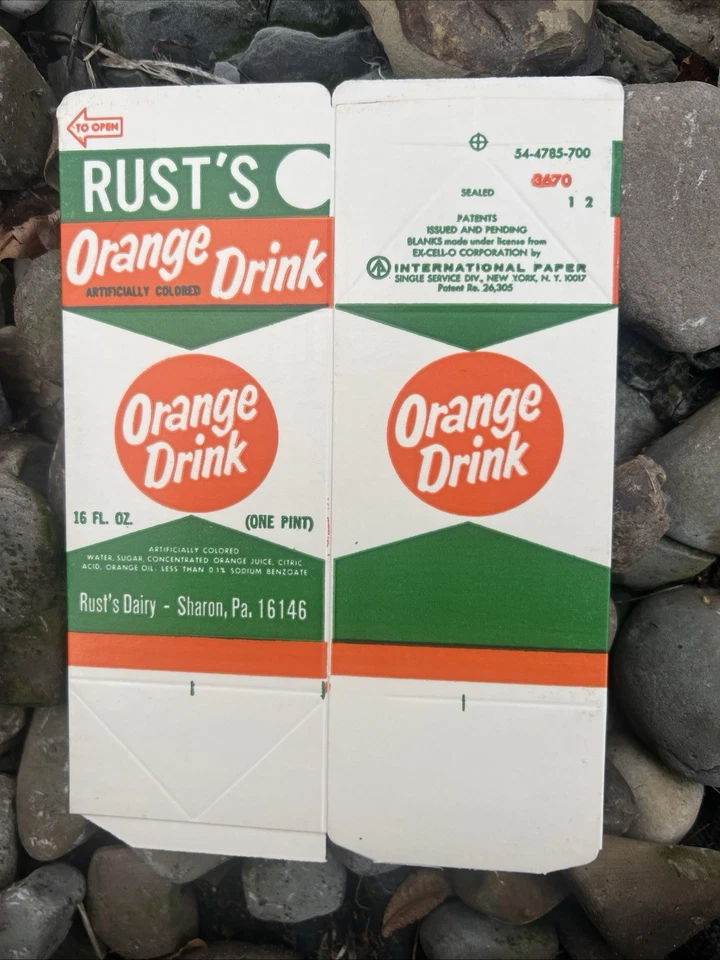 TO OPEN
RUST'S
Orange Drink
ARTIFICIALLY COLORED
Orange
Drink
16 FL. OZ. (ONE PINT)
ARTIFICIALLY COLORED
WATER, SUGAR, CONCENTRATED ORANGE JUICE, CITRIC
ACID, ORANGE OIL: LESS THAN 0.1% SODIUM BENZOATE
Rust's Dairy - Sharon, Pa. 16146
54-4785-700
3670
SEALED
1 2
PATENTS
ISSUED AND PENDING
BLANKS made under license from
EX-CELL-O CORPORATION by
INTERNATIONAL PAPER
SINGLE SERVICE DIV., NEW YORK, N. Y. 10017
Patent Re. 26,305
Orange
Drink